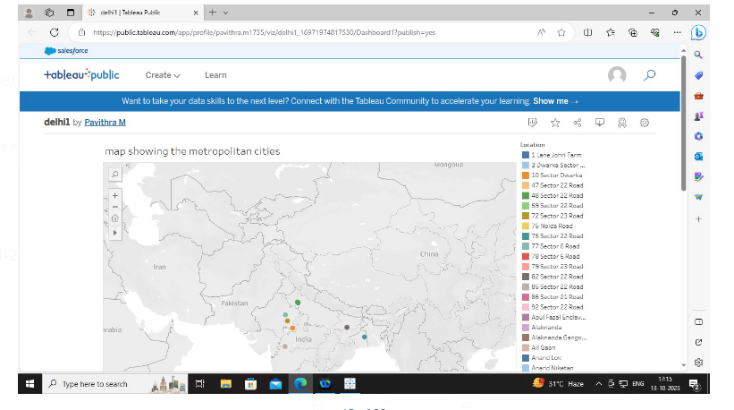 delhi1 | Tableau Public
https://public.tableau.com/app/profile/pavithra.m1735/viz/delhi1_16971974817530/Dashboard1?publish=yes
salesforce
+ableau public
Create
Learn
Want to take your data skills to the next level? Connect with the Tableau Community to accelerate your learning. Show me →
delhi1 by Pavithra M
map showing the metropolitan cities
Mongolia
China
Iran
Pakistan
India
Location
1 Lane Johri Farm
3 Dwarka Sector ...
10 Sector Dwarka
47 Sector 22 Road
48 Sector 22 Road
59 Sector 22 Road
72 Sector 23 Road
75 Noida Road
76 Sector 22 Road
77 Sector 6 Road
78 Sector 6 Road
79 Sector 23 Road
82 Sector 22 Road
85 Sector 22 Road
86 Sector 21 Road
92 Sector 22 Road
Abul Fazal Enclav...
Alaknanda
Alaknanda Gango...
Ali Gaon
Anand Lok
Anand Niketan
Type here to search
31°C Haze
ENG
17:15
13-10-2023